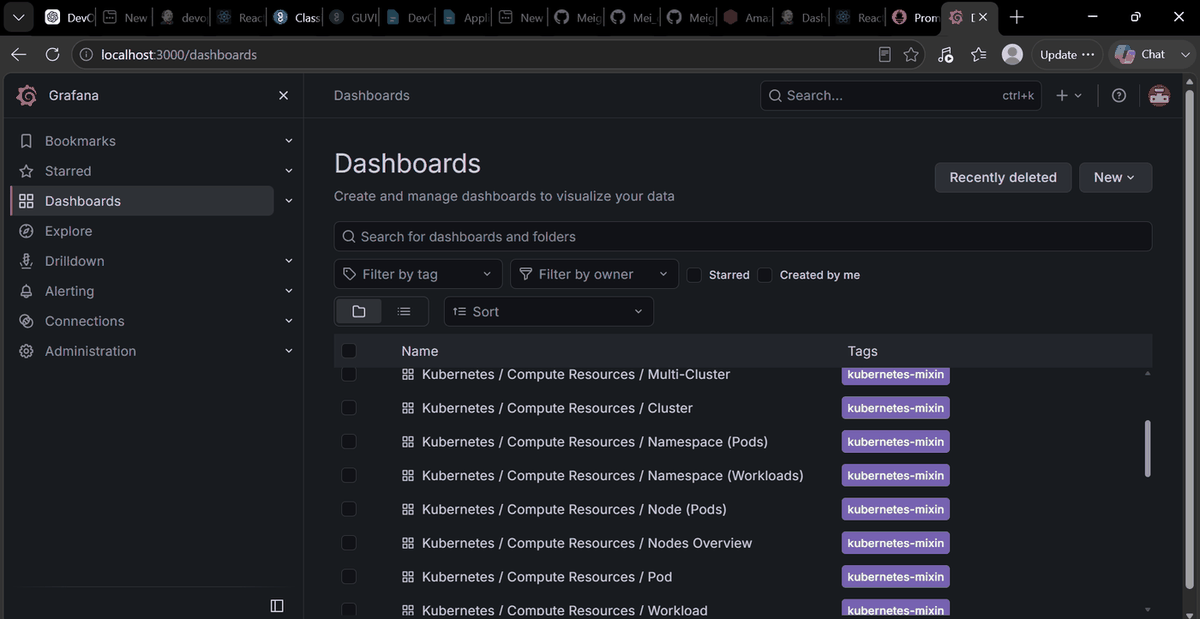 DevO
New
devo
Reac
Class
GUVI
DevO
Appl
New
Meig
Mei_
Meig
Ama
Dash
Reac
Prom
localhost:3000/dashboards
Update
Chat
Grafana
Dashboards
Search...
ctrl+k
Bookmarks
Starred
Dashboards
Explore
Drilldown
Alerting
Connections
Administration
Dashboards
Create and manage dashboards to visualize your data
Recently deleted
New
Search for dashboards and folders
Filter by tag
Filter by owner
Starred
Created by me
Sort
Name Tags
Kubernetes / Compute Resources / Multi-Cluster kubernetes-mixin
Kubernetes / Compute Resources / Cluster kubernetes-mixin
Kubernetes / Compute Resources / Namespace (Pods) kubernetes-mixin
Kubernetes / Compute Resources / Namespace (Workloads) kubernetes-mixin
Kubernetes / Compute Resources / Node (Pods) kubernetes-mixin
Kubernetes / Compute Resources / Nodes Overview kubernetes-mixin
Kubernetes / Compute Resources / Pod kubernetes-mixin
Kubernetes / Compute Resources / Workload kubernetes-mixin